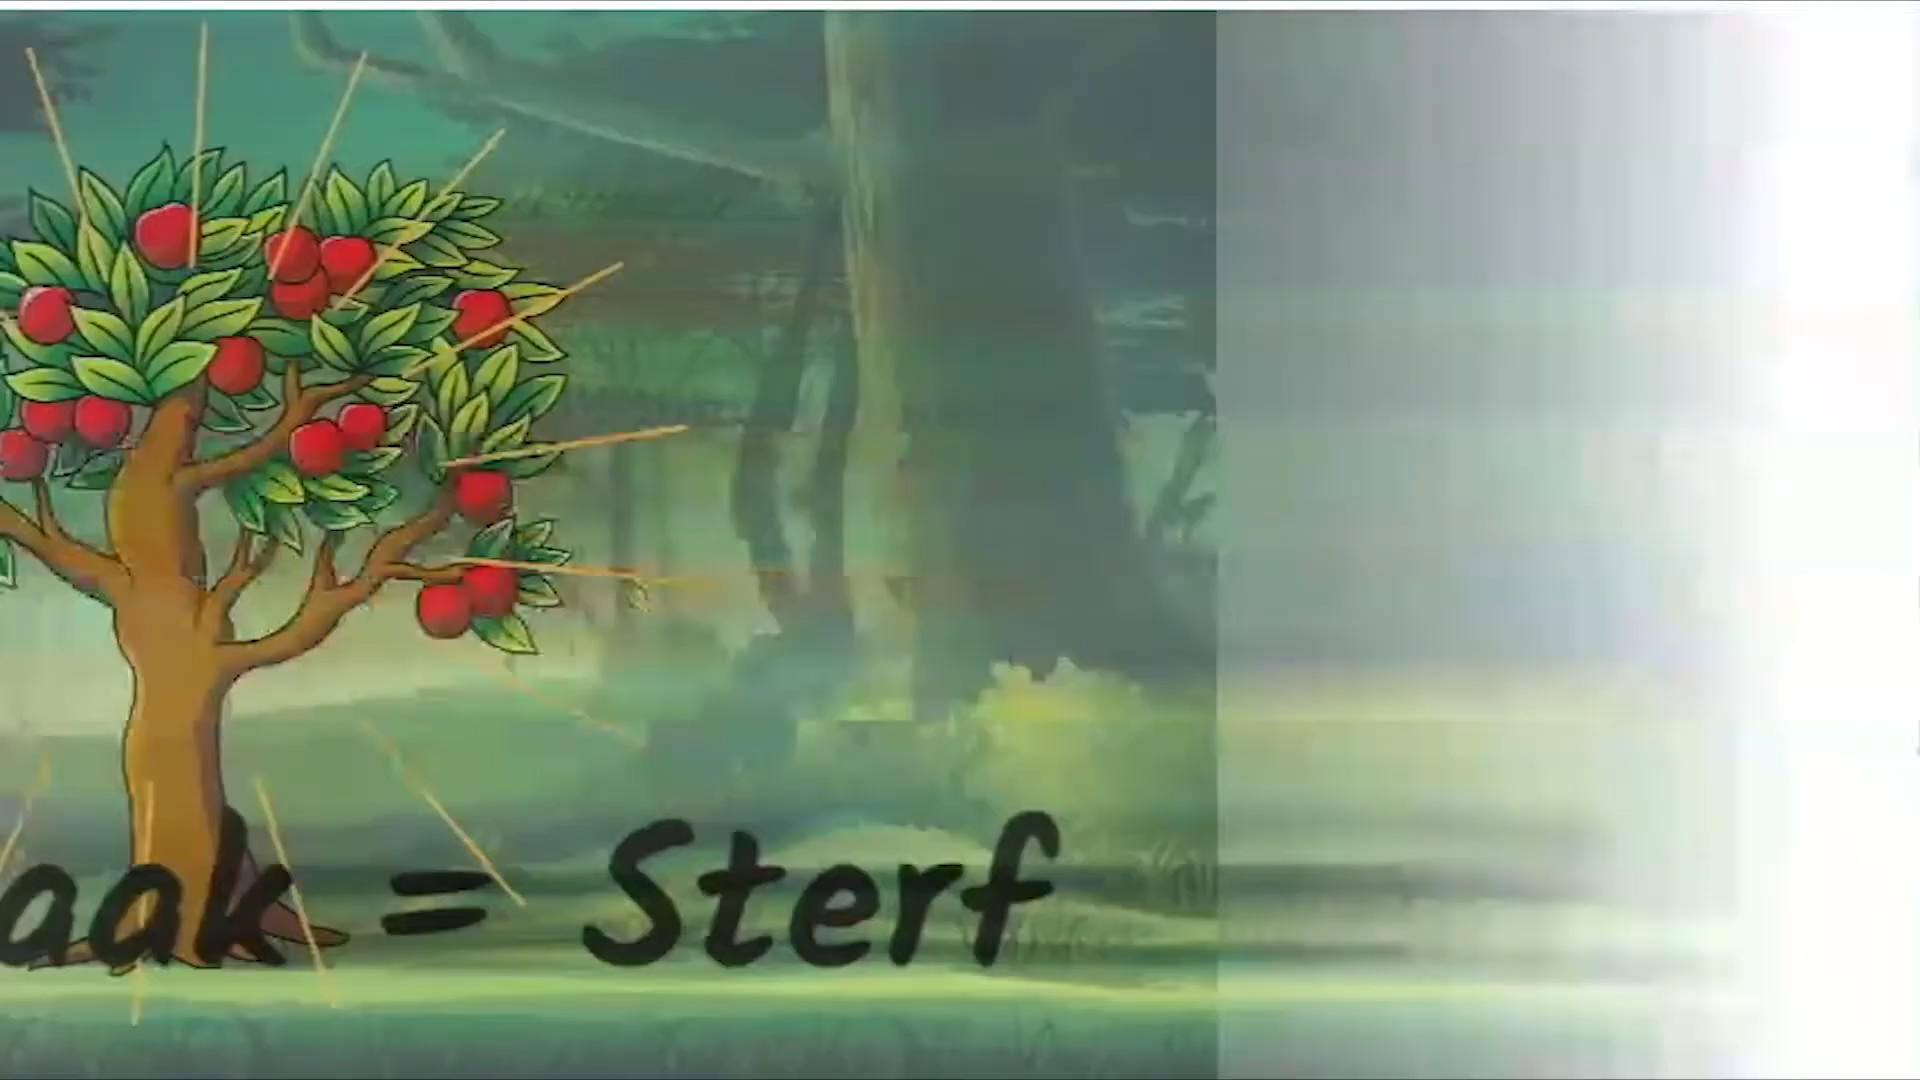 aak = Sterf